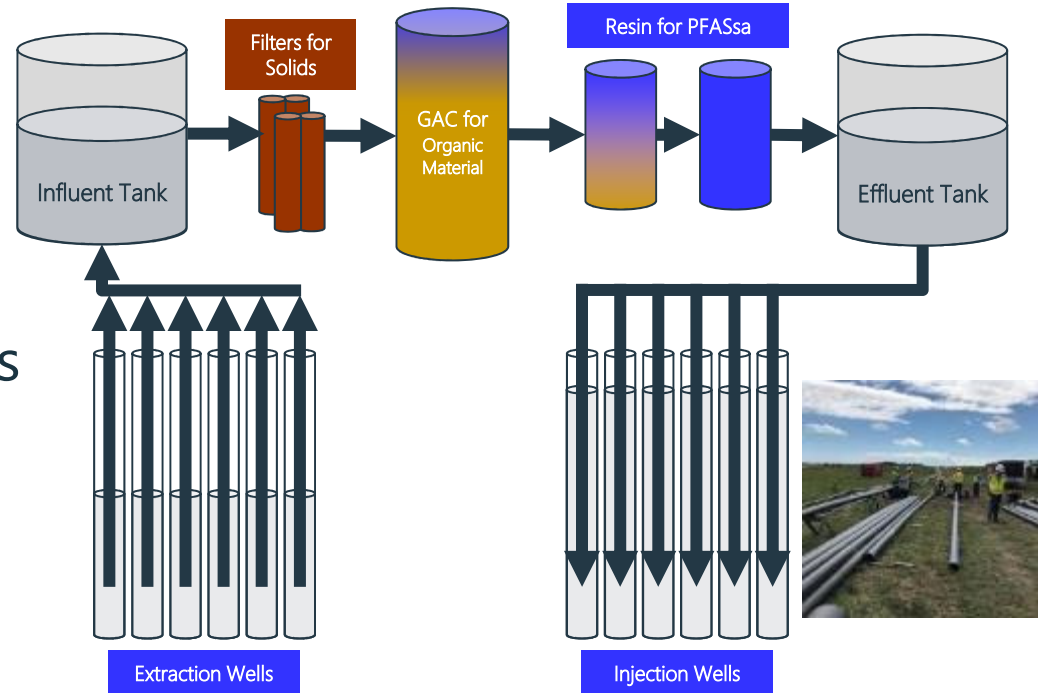 Filters for
Solids
Resin for PFASsa
GAC for
Organic
Material
Influent Tank
Effluent Tank
s
Extraction Wells
Injection Wells